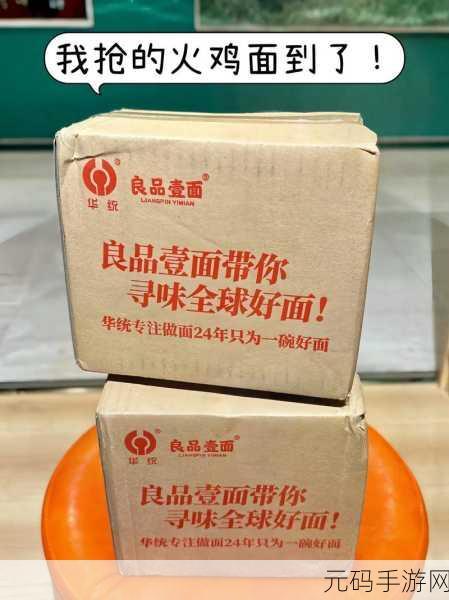 我抢的火鸡面到了！
华统
良品壹面®
LIANGPIN YIMIAN
良品壹面带你
寻味全球好面！
华统专注做面24年只为一碗好面
华统
良品壹面®
LIANGPIN YIMIAN
良品壹面带你
寻味全球好面！
华统专注做面24年只为一碗好面
元码手游网